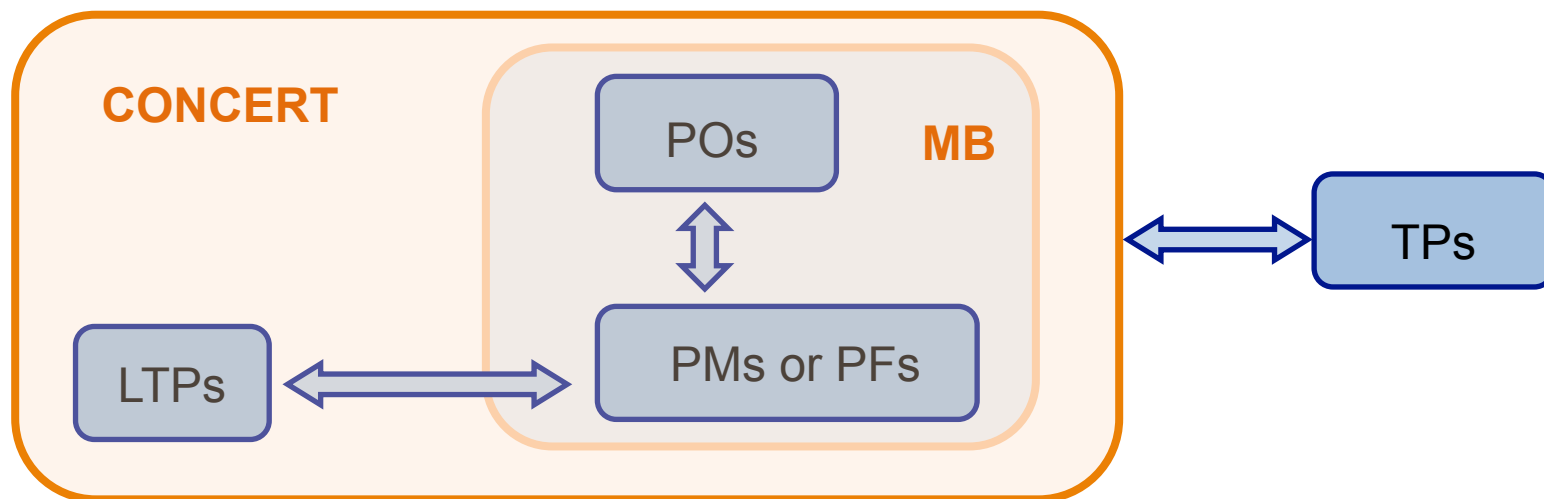 CONCERT
POs
MB
TPs
PMs or PFs
LTPs